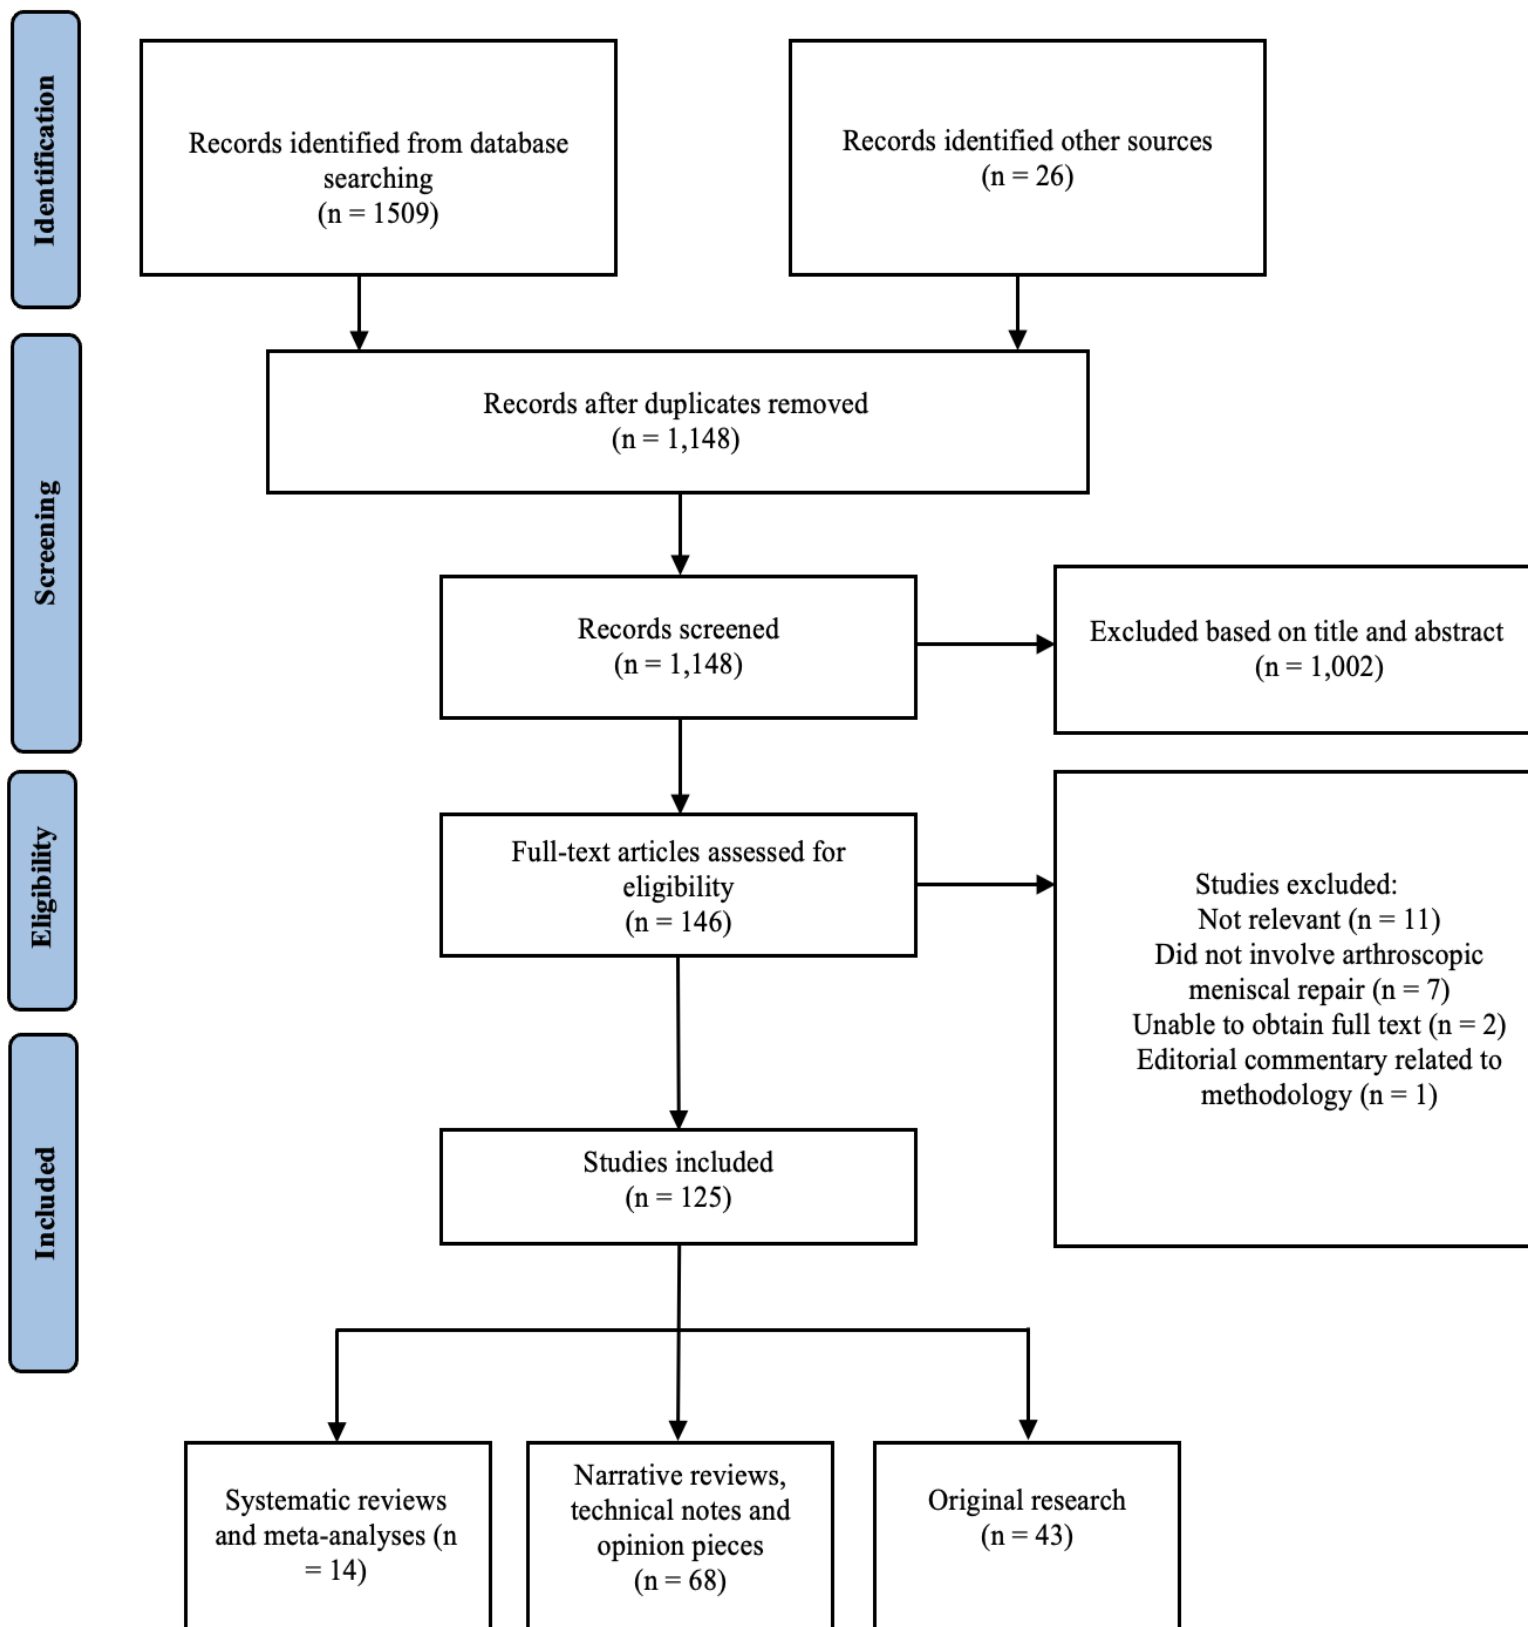 Identification
Records identified from database
searching
(n = 1509)
Records identified other sources
(n = 26)
Screening
Records after duplicates removed
(n = 1,148)
Records screened
(n = 1,148)
Excluded based on title and abstract
(n = 1,002)
Eligibility
Full-text articles assessed for
eligibility
(n = 146)
Studies excluded:
Not relevant (n = 11)
Did not involve arthroscopic
meniscal repair (n = 7)
Unable to obtain full text (n = 2)
Editorial commentary related to
methodology (n = 1)
Included
Studies included
(n = 125)
Systematic reviews
and meta-analyses (n
= 14)
Narrative reviews,
technical notes and
opinion pieces
(n = 68)
Original research
(n = 43)